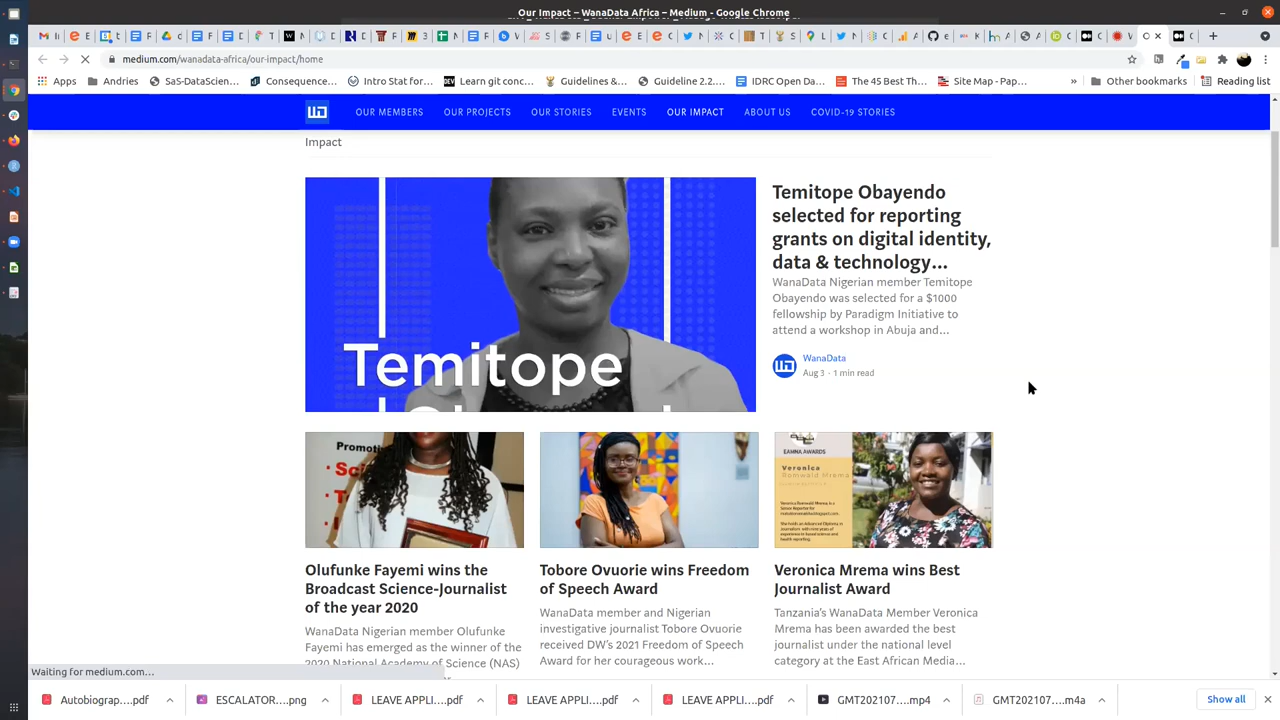 Our Impact – WanaData Africa – Medium - Google Chrome
medium.com/wanadata-africa/our-impact/home
Apps
Andries
SaS-DataScien...
Consequence...
Intro Stat for...
Learn git conc...
Guidelines &...
Guideline 2.2....
IDRC Open Da...
The 45 Best Th...
Site Map - Pap...
»
Other bookmarks
Reading list
OUR MEMBERS
OUR PROJECTS
OUR STORIES
EVENTS
OUR IMPACT
ABOUT US
COVID-19 STORIES
Impact
Temitope
Temitope Obayendo
selected for reporting
grants on digital identity,
data & technology...
WanaData Nigerian member Temitope
Obayendo was selected for a $1000
fellowship by Paradigm Initiative to
attend a workshop in Abuja and...
WanaData
Aug 3 · 1 min read
Promotio
EAMNA AWARDS
Veronica
Romwald Mrema
Olufunke Fayemi wins the
Broadcast Science-Journalist
of the year 2020
WanaData Nigerian member Olufunke
Fayemi has emerged as the winner of the
2020 National Academy of Science (NAS)
Tobore Ovuorie wins Freedom
of Speech Award
WanaData member and Nigerian
investigative journalist Tobore Ovuorie
received DW's 2021 Freedom of Speech
Award for her courageous work...
Veronica Mrema wins Best
Journalist Award
Tanzania's WanaData Member Veronica
Mrema has been awarded the best
journalist under the national level
category at the East African Media...
Waiting for medium.com...
Autobiograp....pdf
ESCALATOR....png
LEAVE APPLI....pdf
LEAVE APPLI....pdf
LEAVE APPLI....pdf
GMT202107....mp4
GMT202107....m4a
Show all